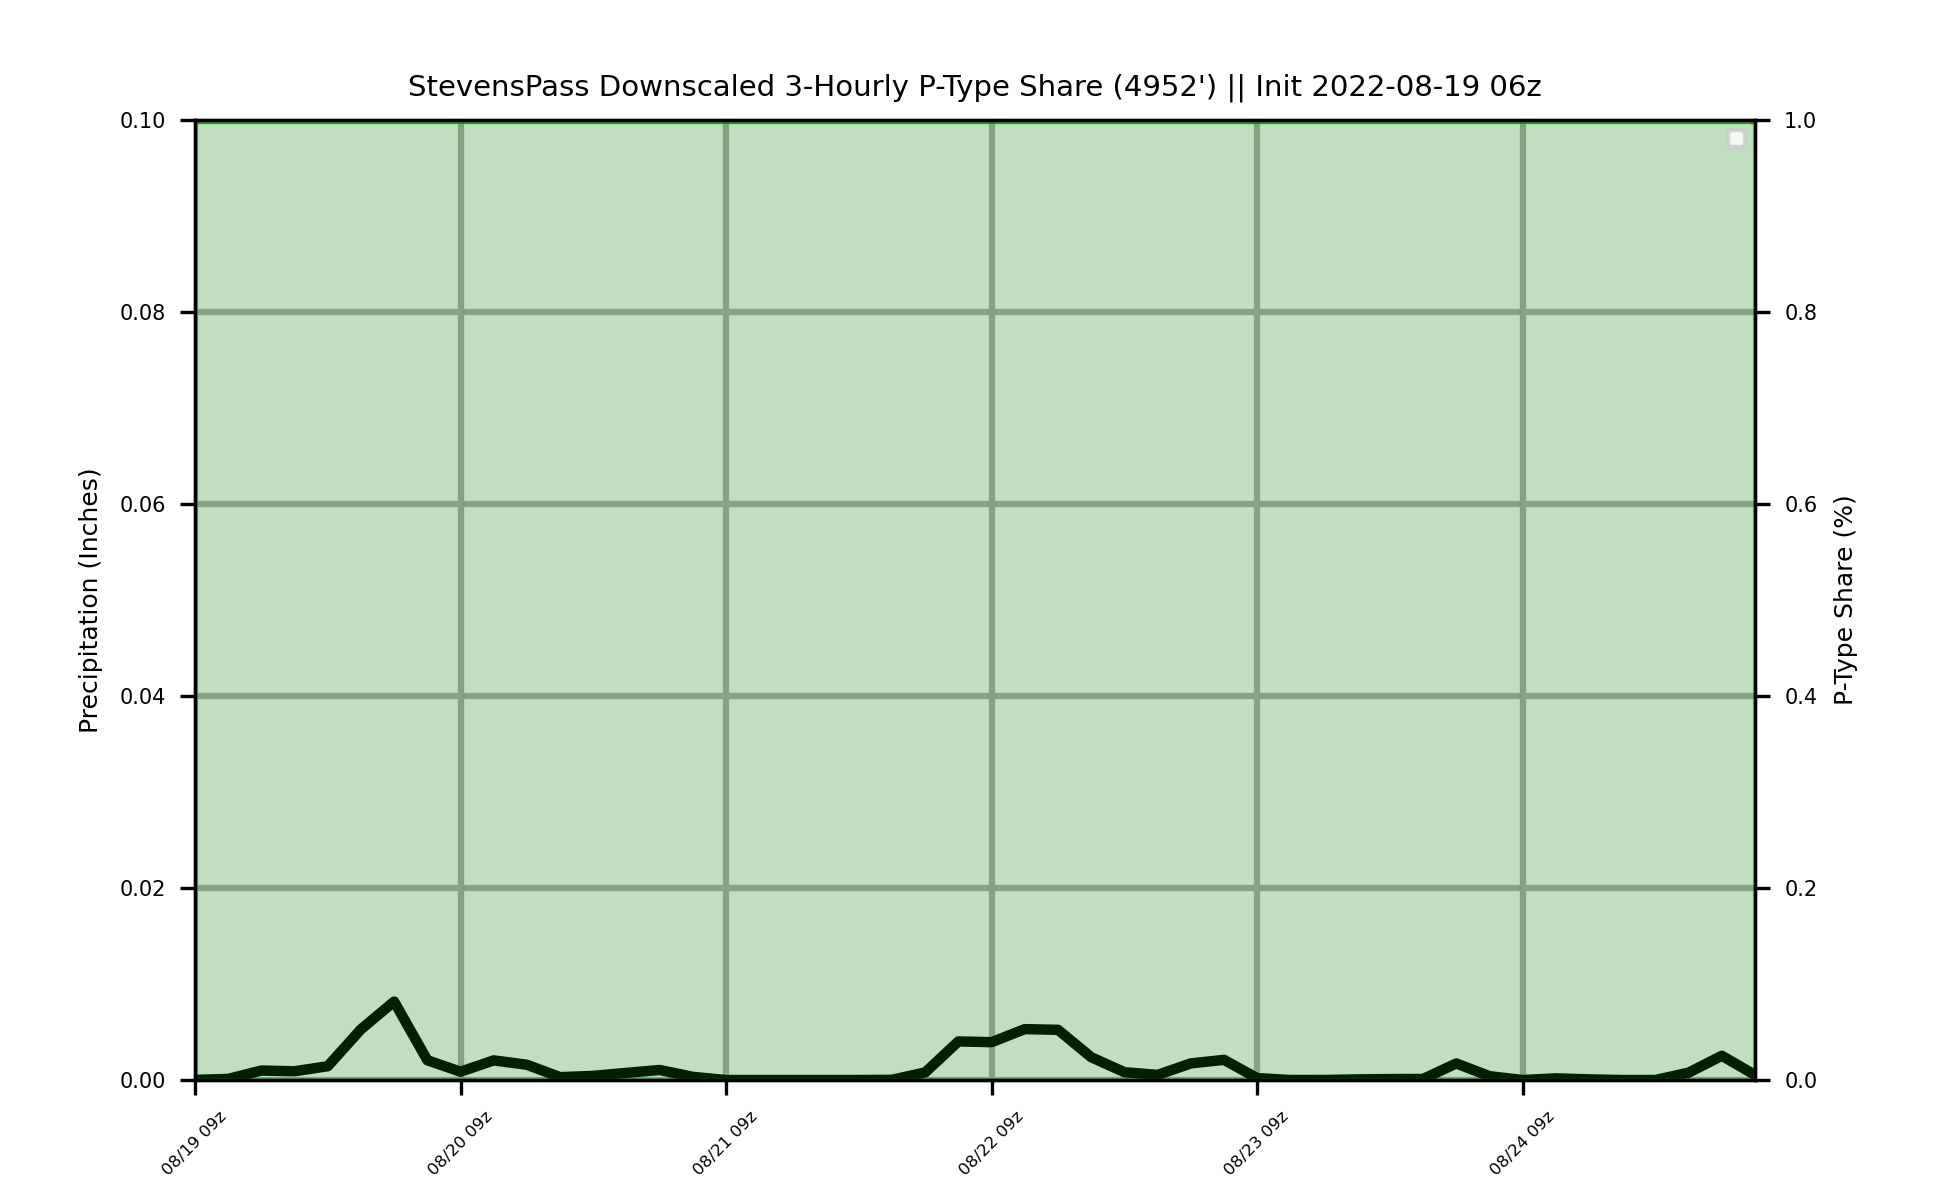 StevensPass Downscaled 3-Hourly P-Type Share (4952') || Init 2022-08-19 06z
0.10
0.08
0.06
0.04
0.02
0.00
Precipitation (Inches)
1.0
0.8
0.6
0.4
0.2
0.0
P-Type Share (%)
08/19 09z
08/20 09z
08/21 09z
08/22 09z
08/23 09z
08/24 09z